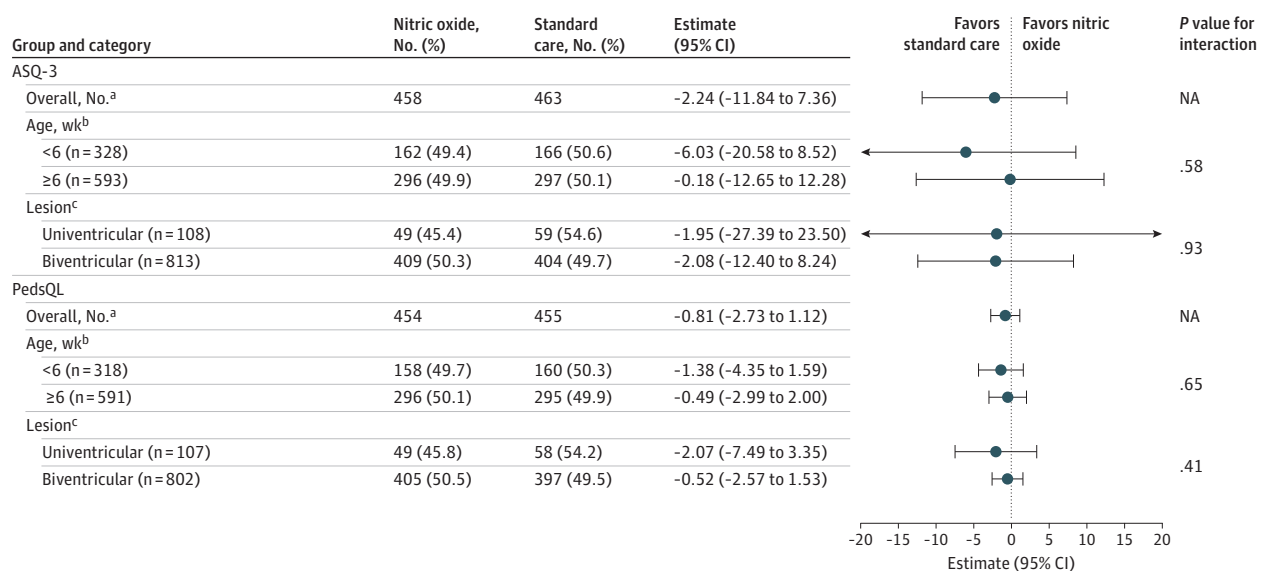 Group and category Nitric oxide, No. (%) Standard care, No. (%) Estimate (95% CI) Favors standard care Favors nitric oxide P value for interaction
ASQ-3
Overall, No.a 458 463 -2.24 (-11.84 to 7.36) NA
Age, wkb
<6 (n=328) 162 (49.4) 166 (50.6) -6.03 (-20.58 to 8.52)
.58
≥6 (n=593) 296 (49.9) 297 (50.1) -0.18 (-12.65 to 12.28)
Lesionc
Univentricular (n=108) 49 (45.4) 59 (54.6) -1.95 (-27.39 to 23.50)
.93
Biventricular (n=813) 409 (50.3) 404 (49.7) -2.08 (-12.40 to 8.24)
PedsQL
Overall, No.a 454 455 -0.81 (-2.73 to 1.12) NA
Age, wkb
<6 (n=318) 158 (49.7) 160 (50.3) -1.38 (-4.35 to 1.59)
.65
≥6 (n=591) 296 (50.1) 295 (49.9) -0.49 (-2.99 to 2.00)
Lesionc
Univentricular (n=107) 49 (45.8) 58 (54.2) -2.07 (-7.49 to 3.35)
.41
Biventricular (n=802) 405 (50.5) 397 (49.5) -0.52 (-2.57 to 1.53)
-20 -15 -10 -5 0 5 10 15 20
Estimate (95% CI)